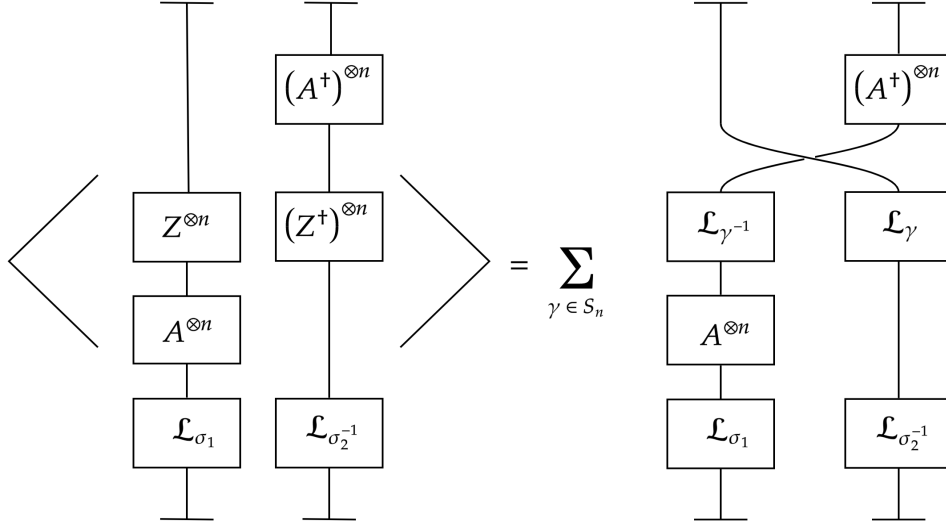 (A†)⊗n (A†)⊗n
Z⊗n (Z†)⊗n 𝕷γ−1 𝕷γ
= ∑
γ ∈ Sn
A⊗n A⊗n
𝕷σ1 𝕷σ2−1 𝕷σ1 𝕷σ2−1